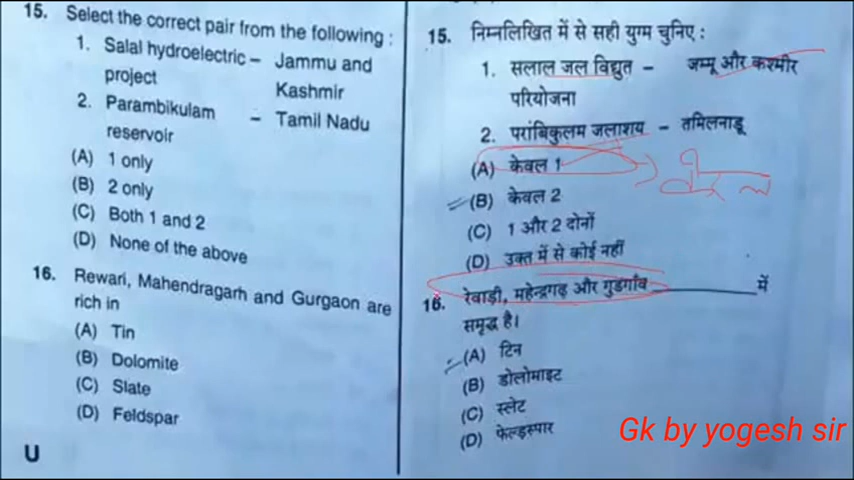 15. Select the correct pair from the following :
1. Salal hydroelectric – Jammu and
project Kashmir
2. Parambikulam – Tamil Nadu
reservoir
(A) 1 only
(B) 2 only
(C) Both 1 and 2
(D) None of the above
16. Rewari, Mahendragarh and Gurgaon are
rich in
(A) Tin
(B) Dolomite
(C) Slate
(D) Feldspar
U
15. निम्नलिखित में से सही युग्म चुनिए :
1. सलाल जल विद्युत – जम्मू और कश्मीर
परियोजना
2. परांबिकुलम जलाशय – तमिलनाडू
(A) केवल 1
(B) केवल 2
(C) 1 और 2 दोनों
(D) उक्त में से कोई नहीं
16. रेवाड़ी, महेन्द्रगढ़ और गुडगाँव __________ में
समृद्ध है।
(A) टिन
(B) डोलोमाइट
(C) स्लेट
(D) फेल्डस्पार
Gk by yogesh sir